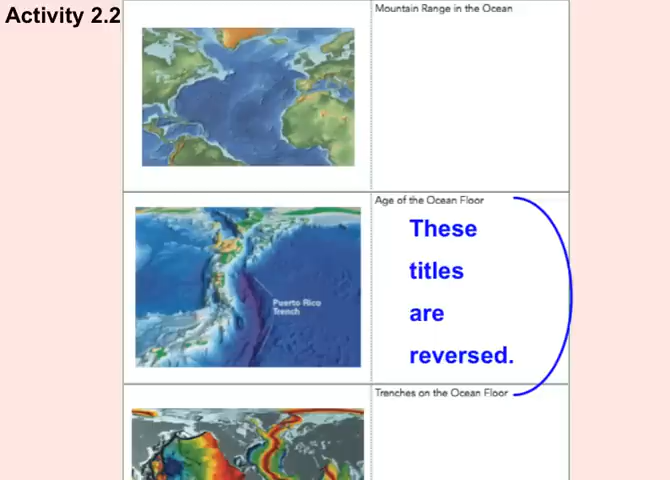 Activity 2.2
Mountain Range in the Ocean
Age of the Ocean Floor
These
titles
are
reversed.
Puerto Rico
Trench
Trenches on the Ocean Floor